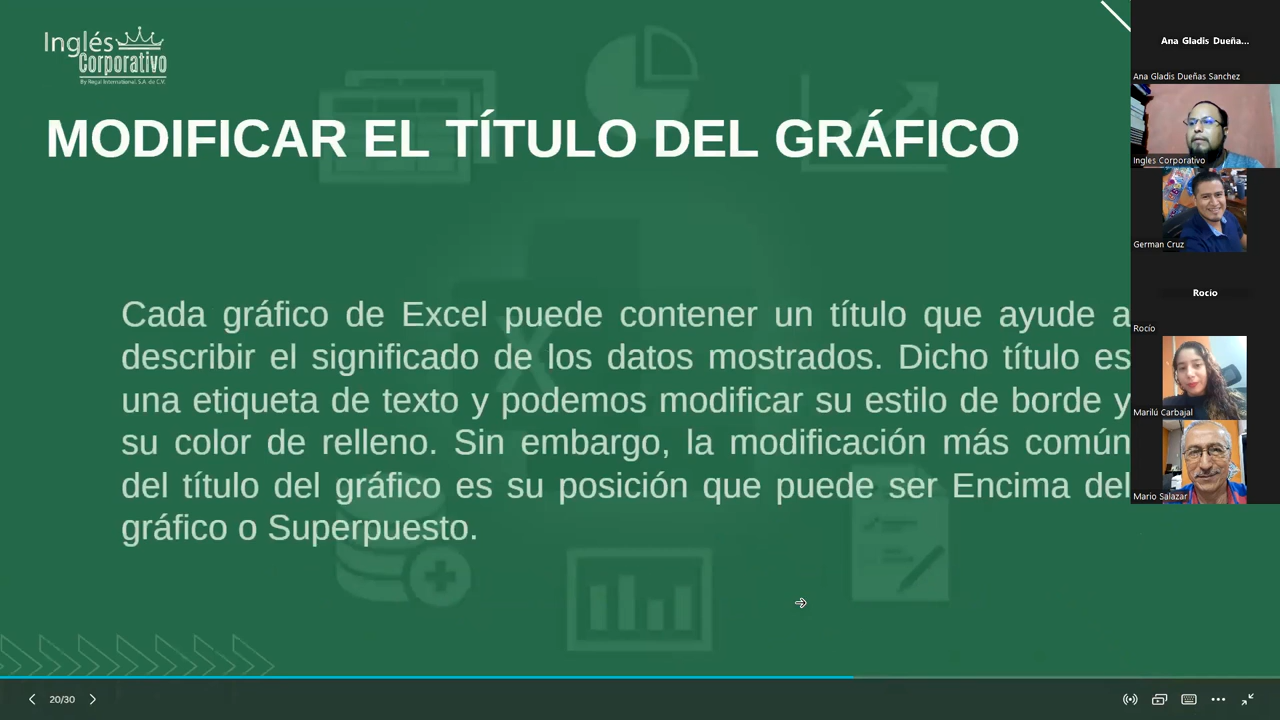 Inglés
Corporativo
By Regal International, S.A. de C.V.
MODIFICAR EL TÍTULO DEL GRÁFICO
Cada gráfico de Excel puede contener un título que ayude a
describir el significado de los datos mostrados. Dicho título es
una etiqueta de texto y podemos modificar su estilo de borde y
su color de relleno. Sin embargo, la modificación más común
del título del gráfico es su posición que puede ser Encima del
gráfico o Superpuesto.
20/30
Ana Gladis Dueña...
Ana Gladis Dueñas Sanchez
Ingles Corporativo
German Cruz
Rocío
Rocío
Marilú Carbajal
Mario Salazar